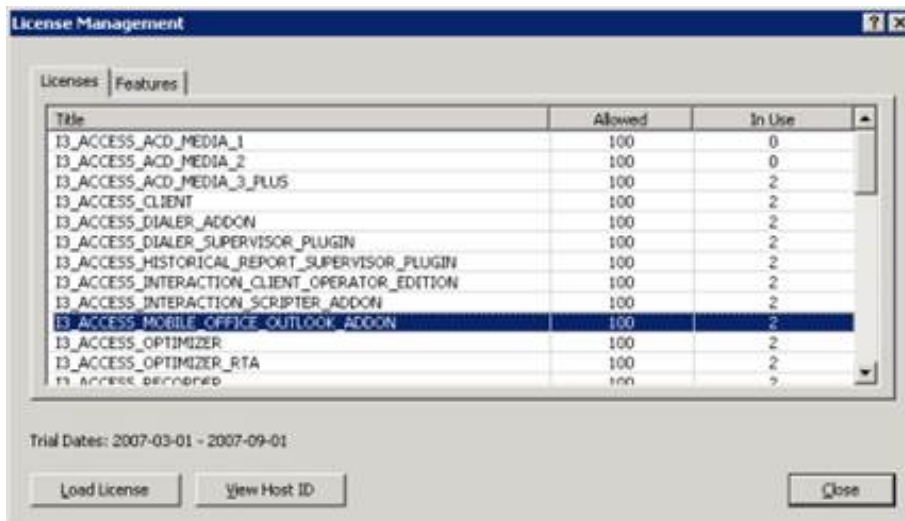 License Management
Licenses Features
Title Allowed In Use
I3_ACCESS_ACD_MEDIA_1 100 0
I3_ACCESS_ACD_MEDIA_2 100 0
I3_ACCESS_ACD_MEDIA_3_PLUS 100 2
I3_ACCESS_CLIENT 100 2
I3_ACCESS_DIALER_ADDON 100 2
I3_ACCESS_DIALER_SUPERVISOR_PLUGIN 100 2
I3_ACCESS_HISTORICAL_REPORT_SUPERVISOR_PLUGIN 100 2
I3_ACCESS_INTERACTION_CLIENT_OPERATOR_EDITION 100 2
I3_ACCESS_INTERACTION_SCRIPTER_ADDON 100 2
I3_ACCESS_MOBILE_OFFICE_OUTLOOK_ADDON 100 2
I3_ACCESS_OPTIMIZER 100 2
I3_ACCESS_OPTIMIZER_RTA 100 2
I3_ACCESS_RECORDER 100 2
Trial Dates: 2007-03-01 - 2007-09-01
Load License View Host ID Close